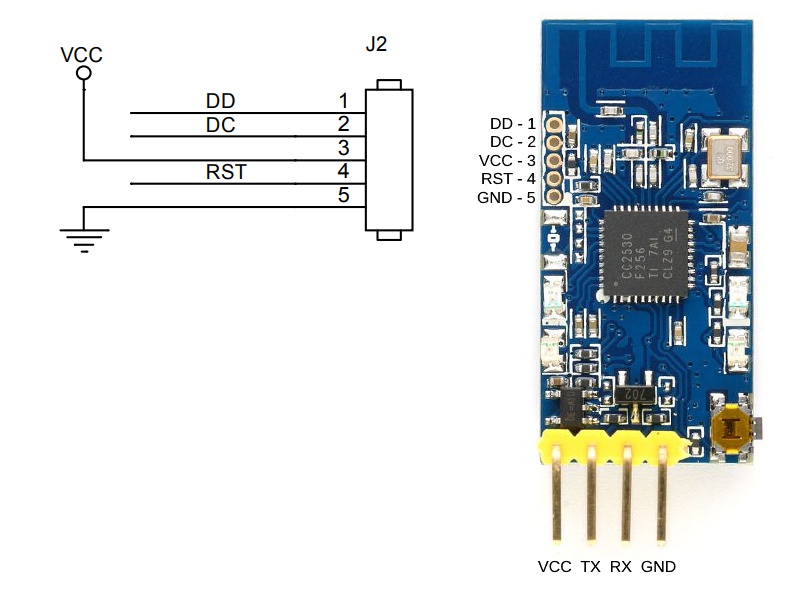 J2
VCC
DD 1
DC 2
3
RST 4
5
DD - 1
DC - 2
VCC - 3
RST - 4
GND - 5
CC2530
F256
TI 7AI
CLZ9 G4
702
VCC TX RX GND